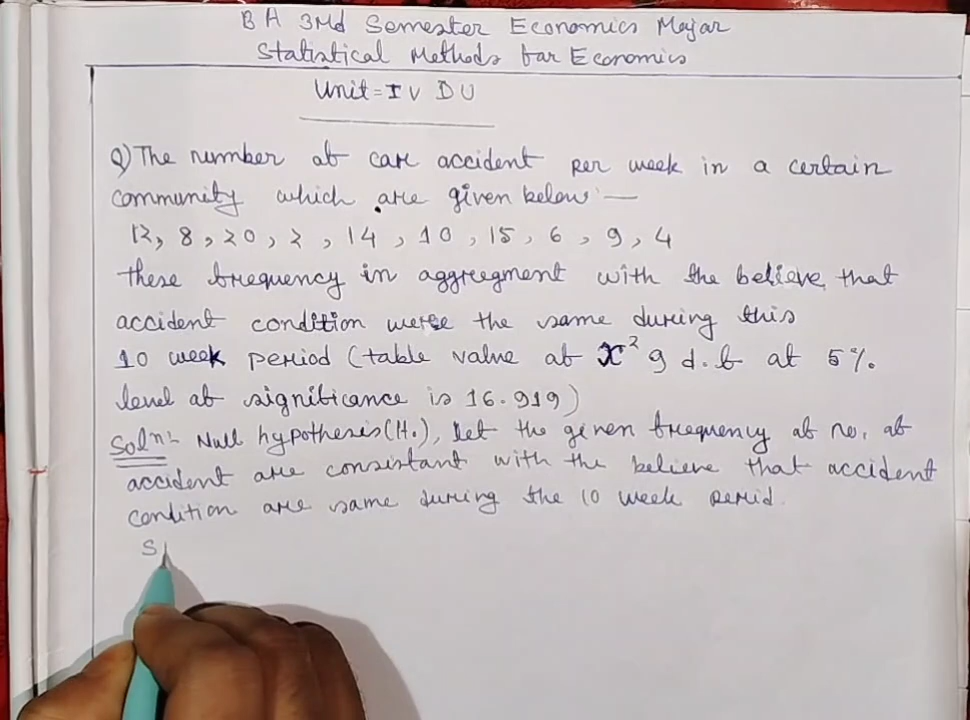 BA 3rd Semester Economics Major
Statistical Methods for Economics
Unit = IV DU
Q) The number of car accident per week in a certain
community which are given below :—
12, 8, 20, 2, 14, 10, 15, 6, 9, 4
these frequency in aggreegment with the believe that
accident condition were the same during this
10 week period (table value of x² 9 d.f at 5%.
level of significance is 16.919)
Solⁿ:- Null hypothesis (H₀), let the given frequency of no. of
accident are consistant with the believe that accident
condition are same during the 10 week period.
S